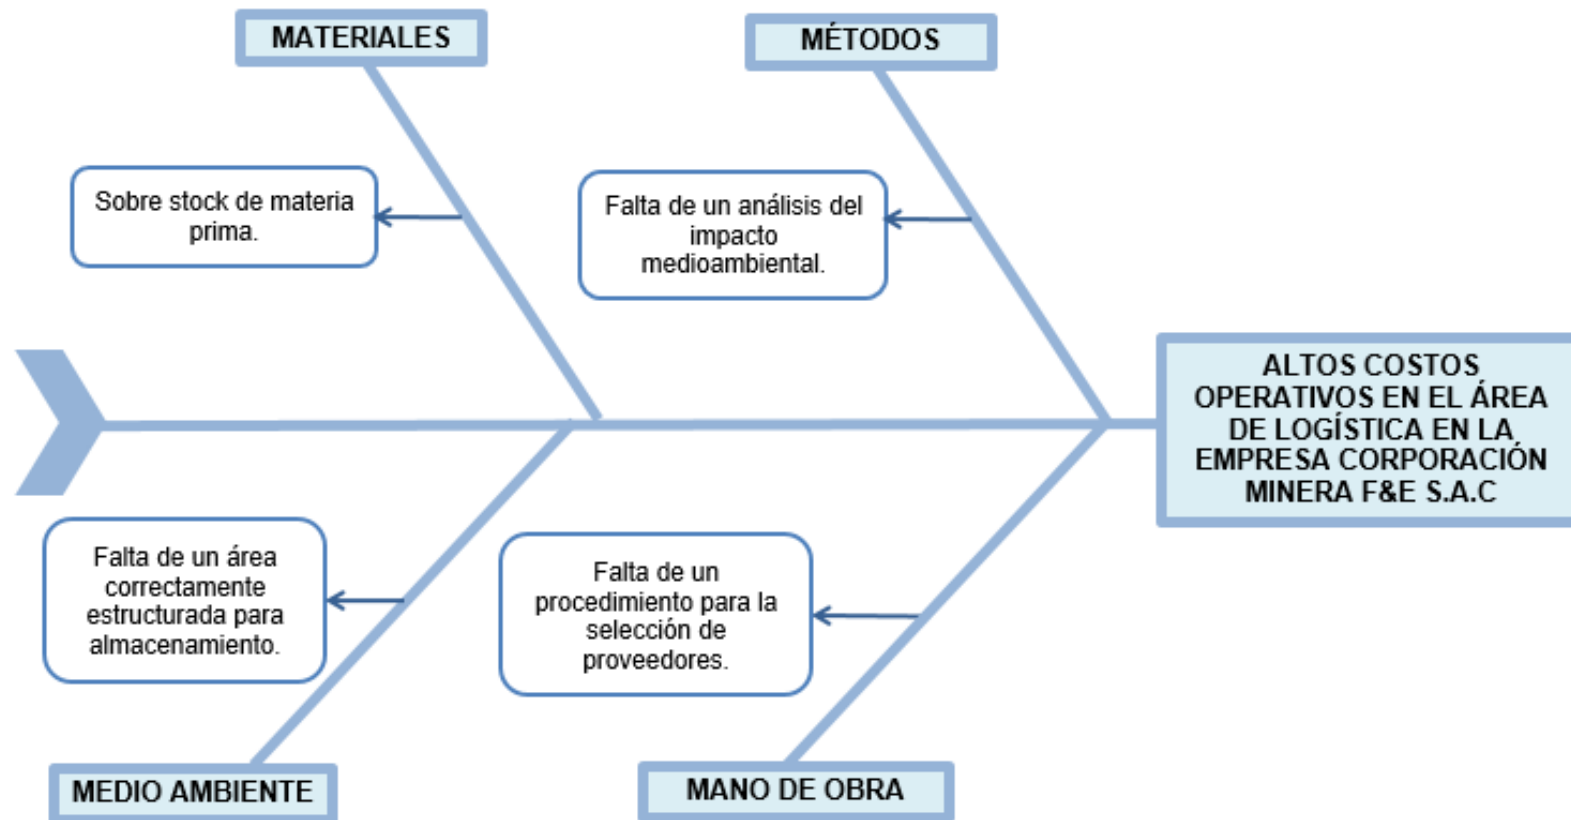 MATERIALES
MÉTODOS
Sobre stock de materia
prima.
Falta de un análisis del
impacto
medioambiental.
ALTOS COSTOS
OPERATIVOS EN EL ÁREA
DE LOGÍSTICA EN LA
EMPRESA CORPORACIÓN
MINERA F&E S.A.C
Falta de un área
correctamente
estructurada para
almacenamiento.
Falta de un
procedimiento para la
selección de
proveedores.
MEDIO AMBIENTE
MANO DE OBRA